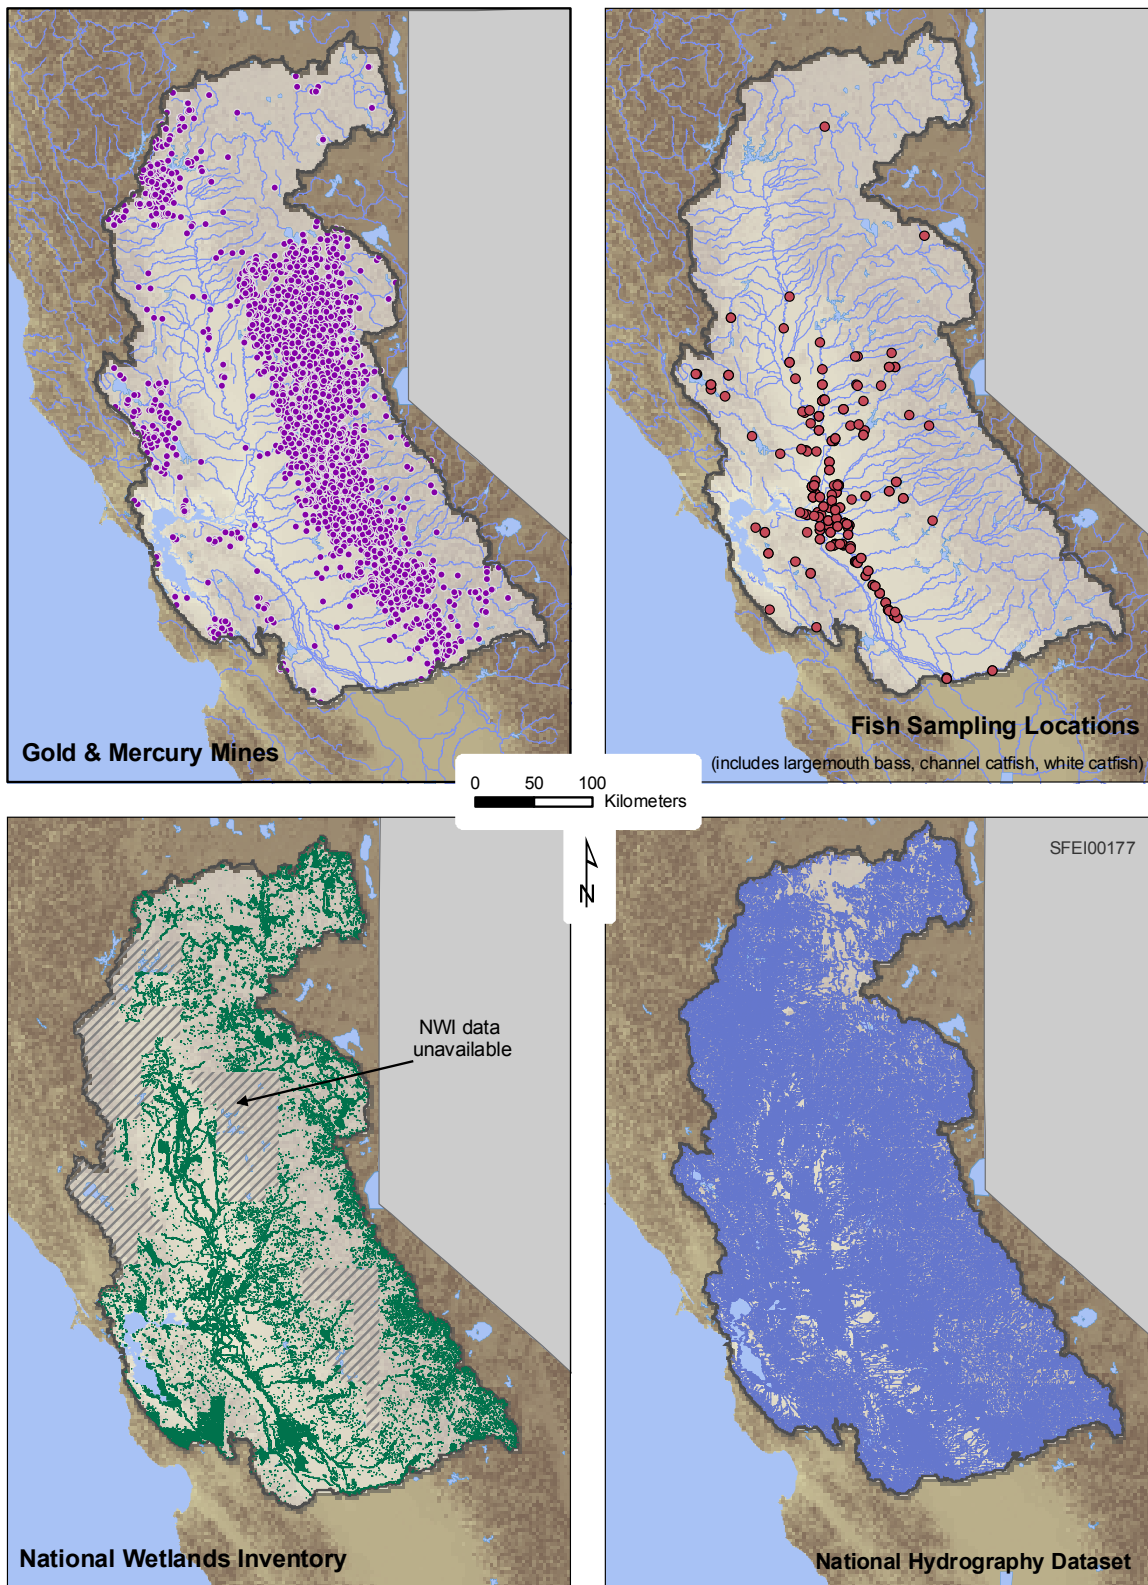 Gold & Mercury Mines
Fish Sampling Locations
(includes largemouth bass, channel catfish, white catfish)
0 50 100
Kilometers
N
SFEI00177
NWI data
unavailable
National Wetlands Inventory
National Hydrography Dataset